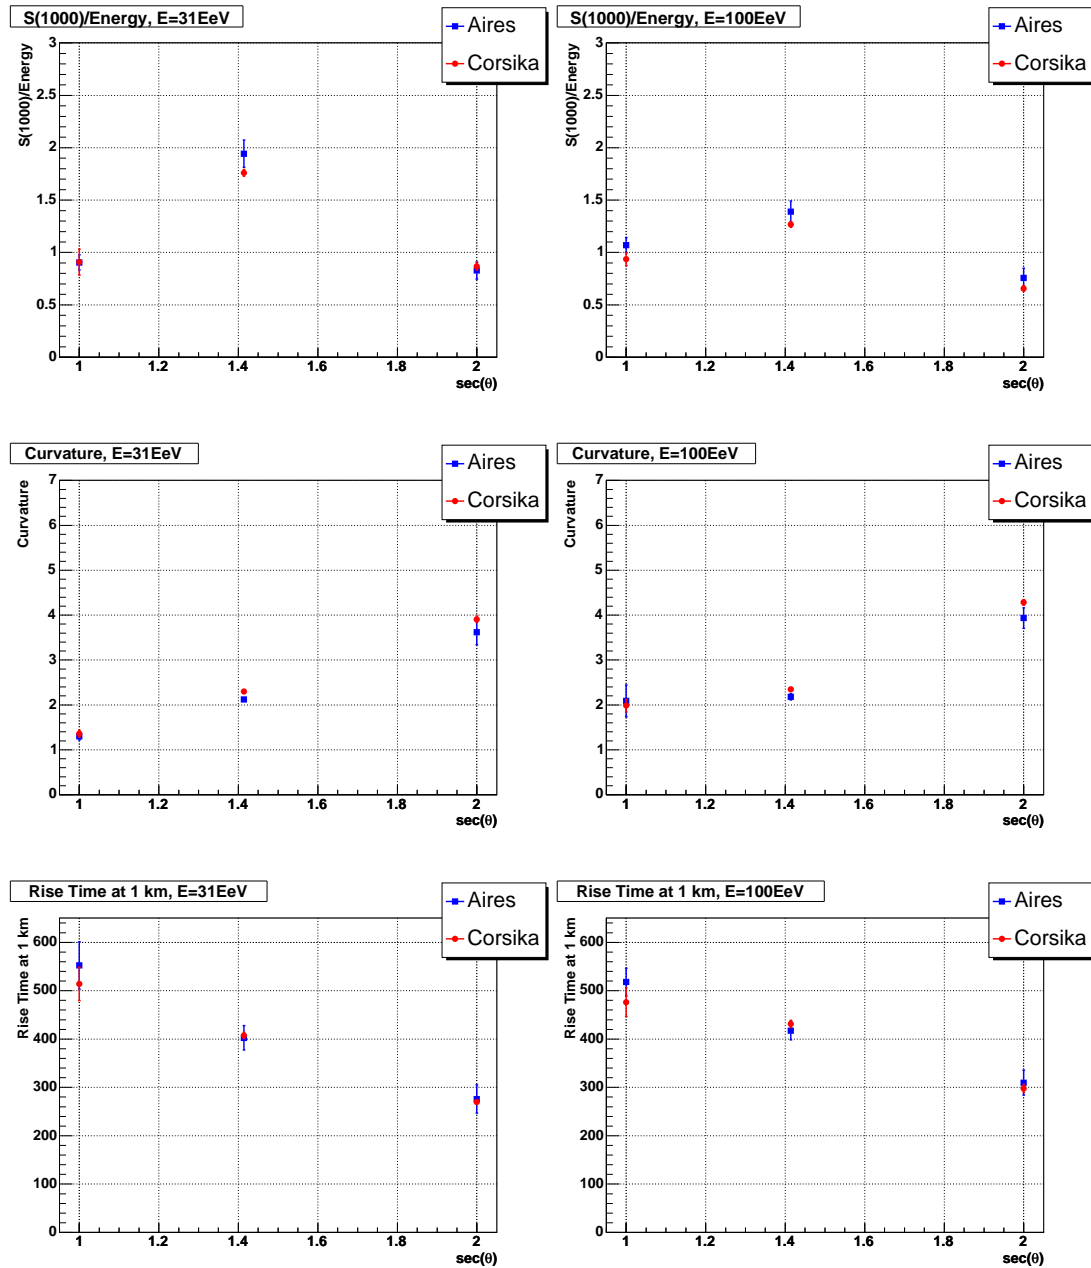 S(1000)/Energy, E=31EeV
Aires
Corsika
S(1000)/Energy
3
2.5
2
1.5
1
0.5
0
1 1.2 1.4 1.6 1.8 2
sec(θ)
S(1000)/Energy, E=100EeV
Aires
Corsika
S(1000)/Energy
3
2.5
2
1.5
1
0.5
0
1 1.2 1.4 1.6 1.8 2
sec(θ)
Curvature, E=31EeV
Aires
Corsika
Curvature
7
6
5
4
3
2
1
0
1 1.2 1.4 1.6 1.8 2
sec(θ)
Curvature, E=100EeV
Aires
Corsika
Curvature
7
6
5
4
3
2
1
0
1 1.2 1.4 1.6 1.8 2
sec(θ)
Rise Time at 1 km, E=31EeV
Aires
Corsika
Rise Time at 1 km
600
500
400
300
200
100
0
1 1.2 1.4 1.6 1.8 2
sec(θ)
Rise Time at 1 km, E=100EeV
Aires
Corsika
Rise Time at 1 km
600
500
400
300
200
100
0
1 1.2 1.4 1.6 1.8 2
sec(θ)